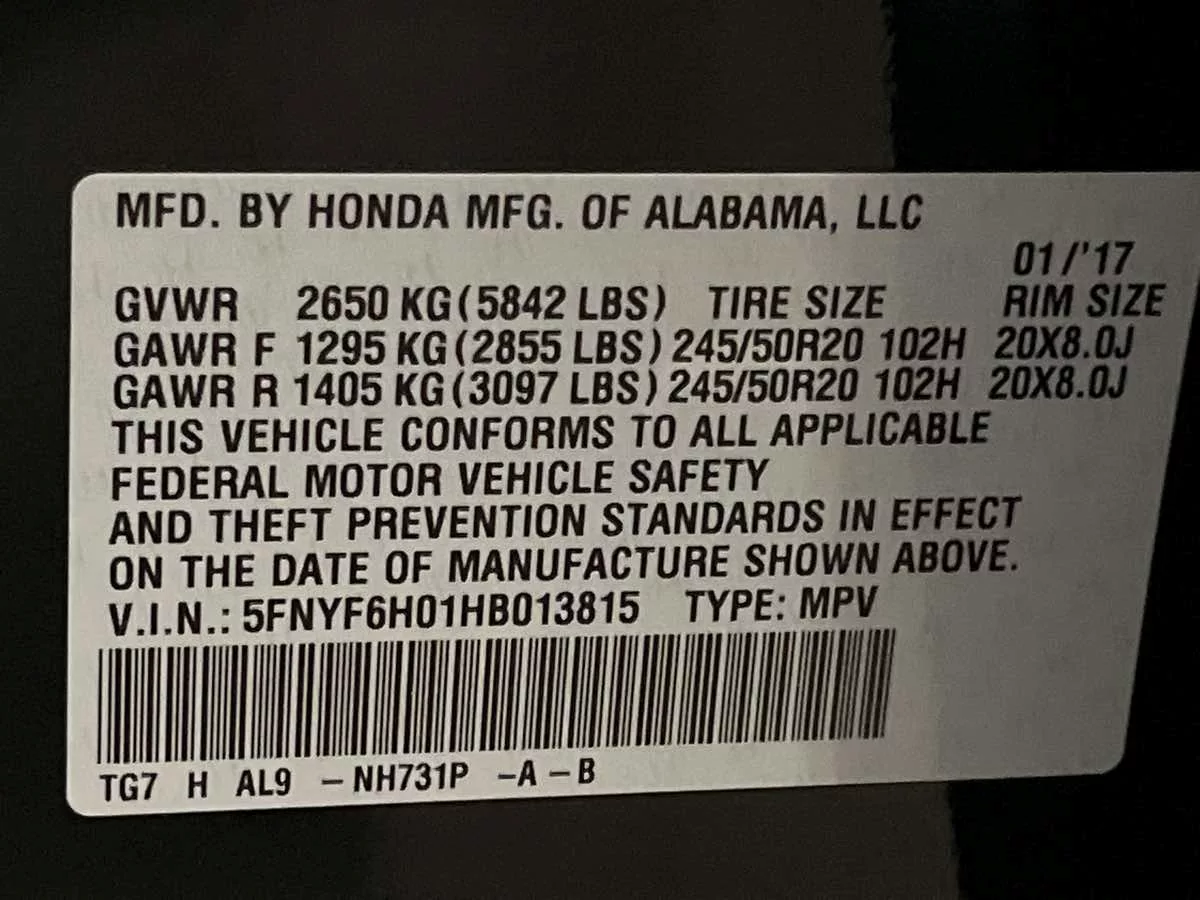 MFD. BY HONDA MFG. OF ALABAMA, LLC
01/'17
GVWR 2650 KG(5842 LBS) TIRE SIZE RIM SIZE
GAWR F 1295 KG(2855 LBS) 245/50R20 102H 20X8.0J
GAWR R 1405 KG(3097 LBS) 245/50R20 102H 20X8.0J
THIS VEHICLE CONFORMS TO ALL APPLICABLE
FEDERAL MOTOR VEHICLE SAFETY
AND THEFT PREVENTION STANDARDS IN EFFECT
ON THE DATE OF MANUFACTURE SHOWN ABOVE.
V.I.N.: 5FNYF6H01HB013815 TYPE: MPV
TG7 H AL9 –NH731P –A–B